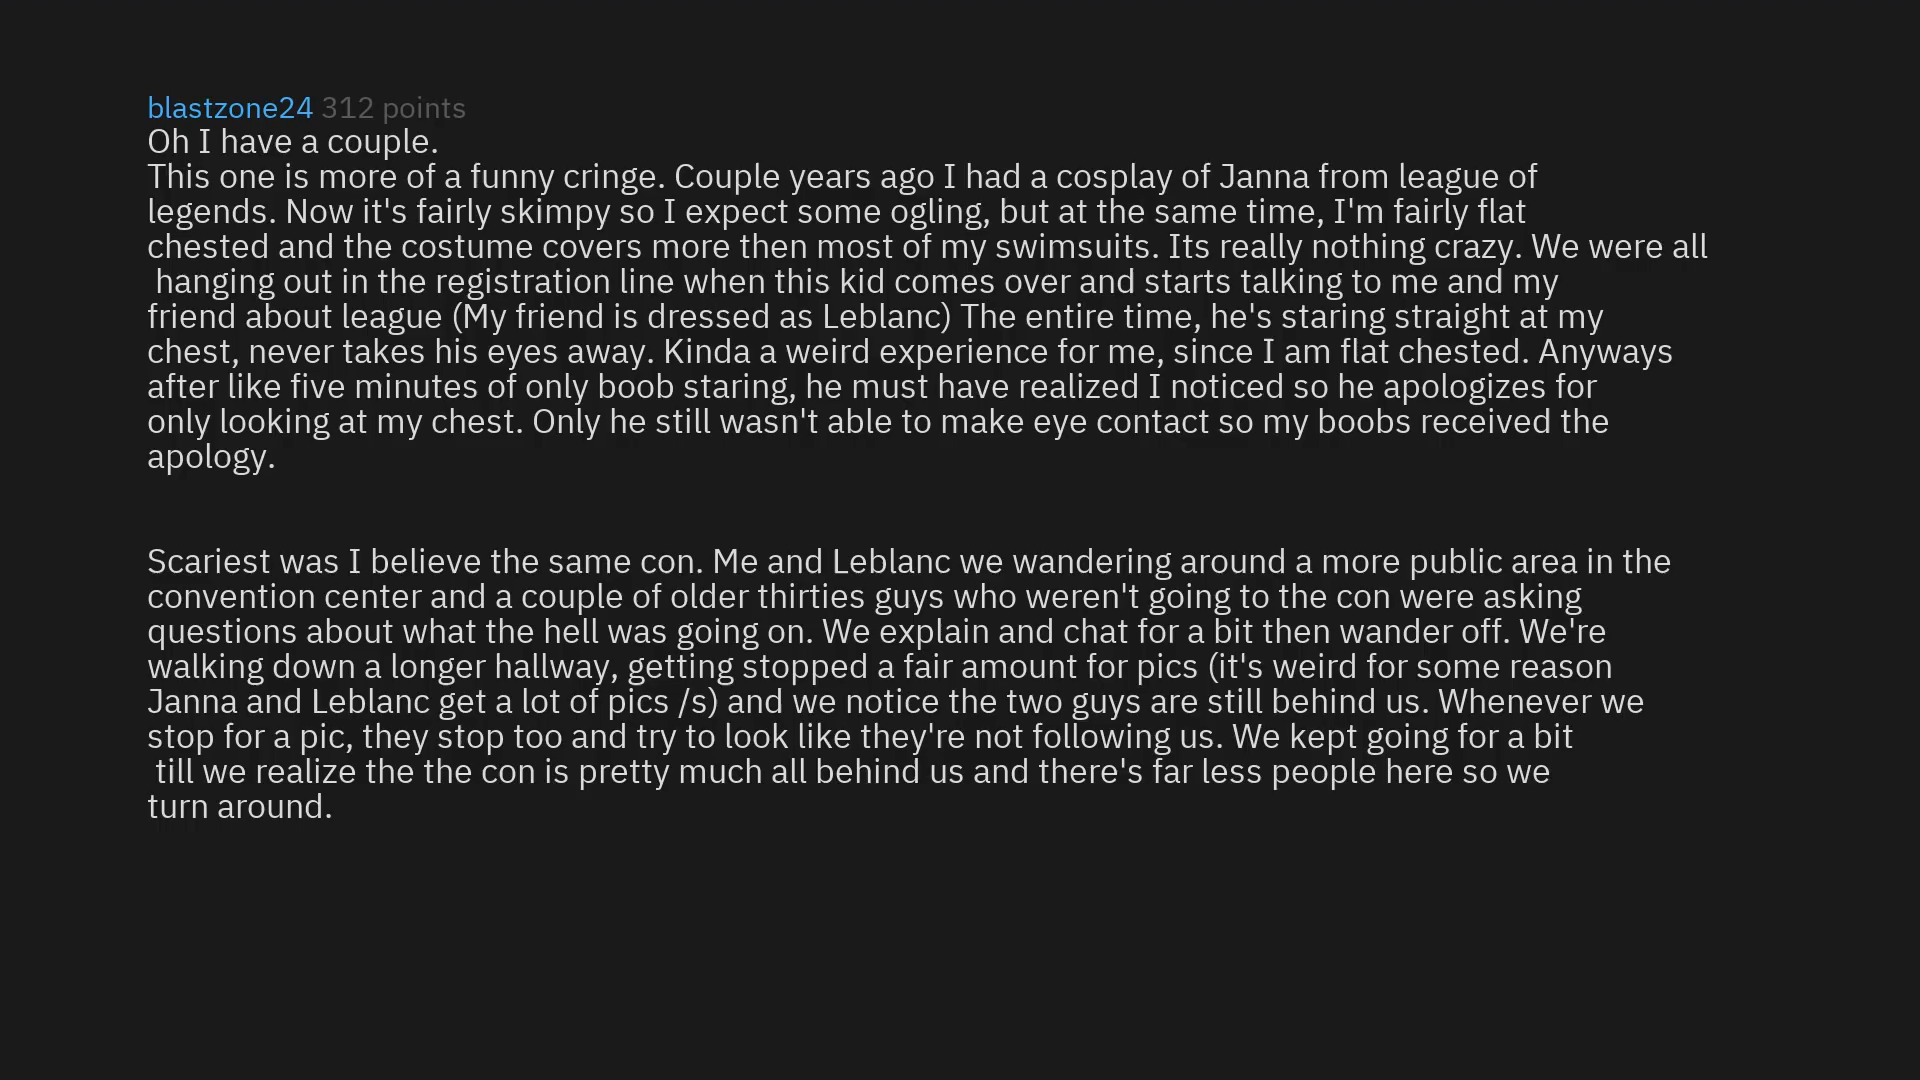 blastzone24 312 points
Oh I have a couple.
This one is more of a funny cringe. Couple years ago I had a cosplay of Janna from league of
legends. Now it's fairly skimpy so I expect some ogling, but at the same time, I'm fairly flat
chested and the costume covers more then most of my swimsuits. Its really nothing crazy. We were all
hanging out in the registration line when this kid comes over and starts talking to me and my
friend about league (My friend is dressed as Leblanc) The entire time, he's staring straight at my
chest, never takes his eyes away. Kinda a weird experience for me, since I am flat chested. Anyways
after like five minutes of only boob staring, he must have realized I noticed so he apologizes for
only looking at my chest. Only he still wasn't able to make eye contact so my boobs received the
apology.
Scariest was I believe the same con. Me and Leblanc we wandering around a more public area in the
convention center and a couple of older thirties guys who weren't going to the con were asking
questions about what the hell was going on. We explain and chat for a bit then wander off. We're
walking down a longer hallway, getting stopped a fair amount for pics (it's weird for some reason
Janna and Leblanc get a lot of pics /s) and we notice the two guys are still behind us. Whenever we
stop for a pic, they stop too and try to look like they're not following us. We kept going for a bit
till we realize the the con is pretty much all behind us and there's far less people here so we
turn around.